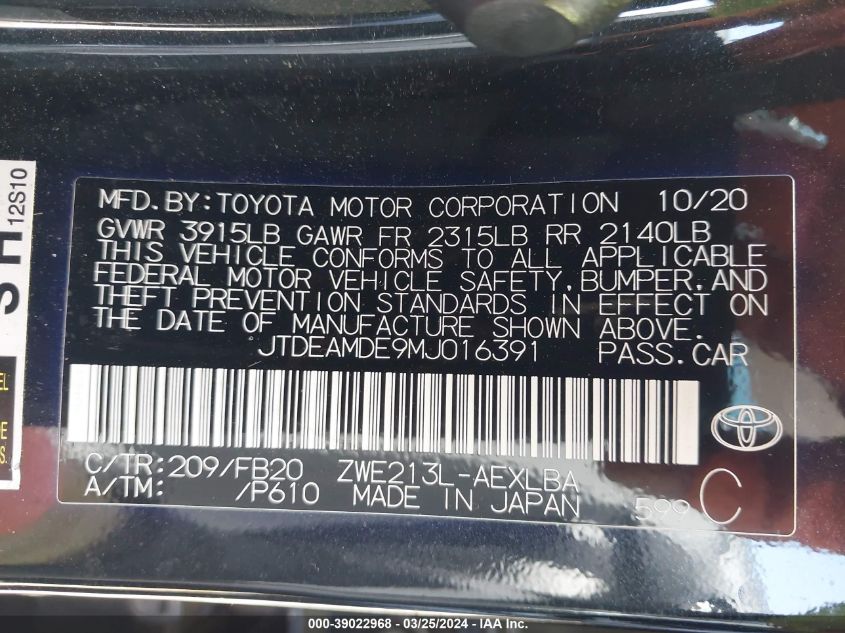 MFD.BY:TOYOTA MOTOR CORPORATION 10/20
GVWR 3915LB GAWR FR 2315LB RR 2140LB
THIS VEHICLE CONFORMS TO ALL APPLICABLE
FEDERAL MOTOR VEHICLE SAFETY,BUMPER,AND
THEFT PREVENTION STANDARDS IN EFFECT ON
THE DATE OF MANUFACTURE SHOWN ABOVE.
JTDEAMDE9MJ016391 PASS.CAR
C/TR:209/FB20 ZWE213L-AEXLBA
A/TM: /P610 MADE IN JAPAN 599 C
12S10
000-39022968 - 03/25/2024 - IAA Inc.